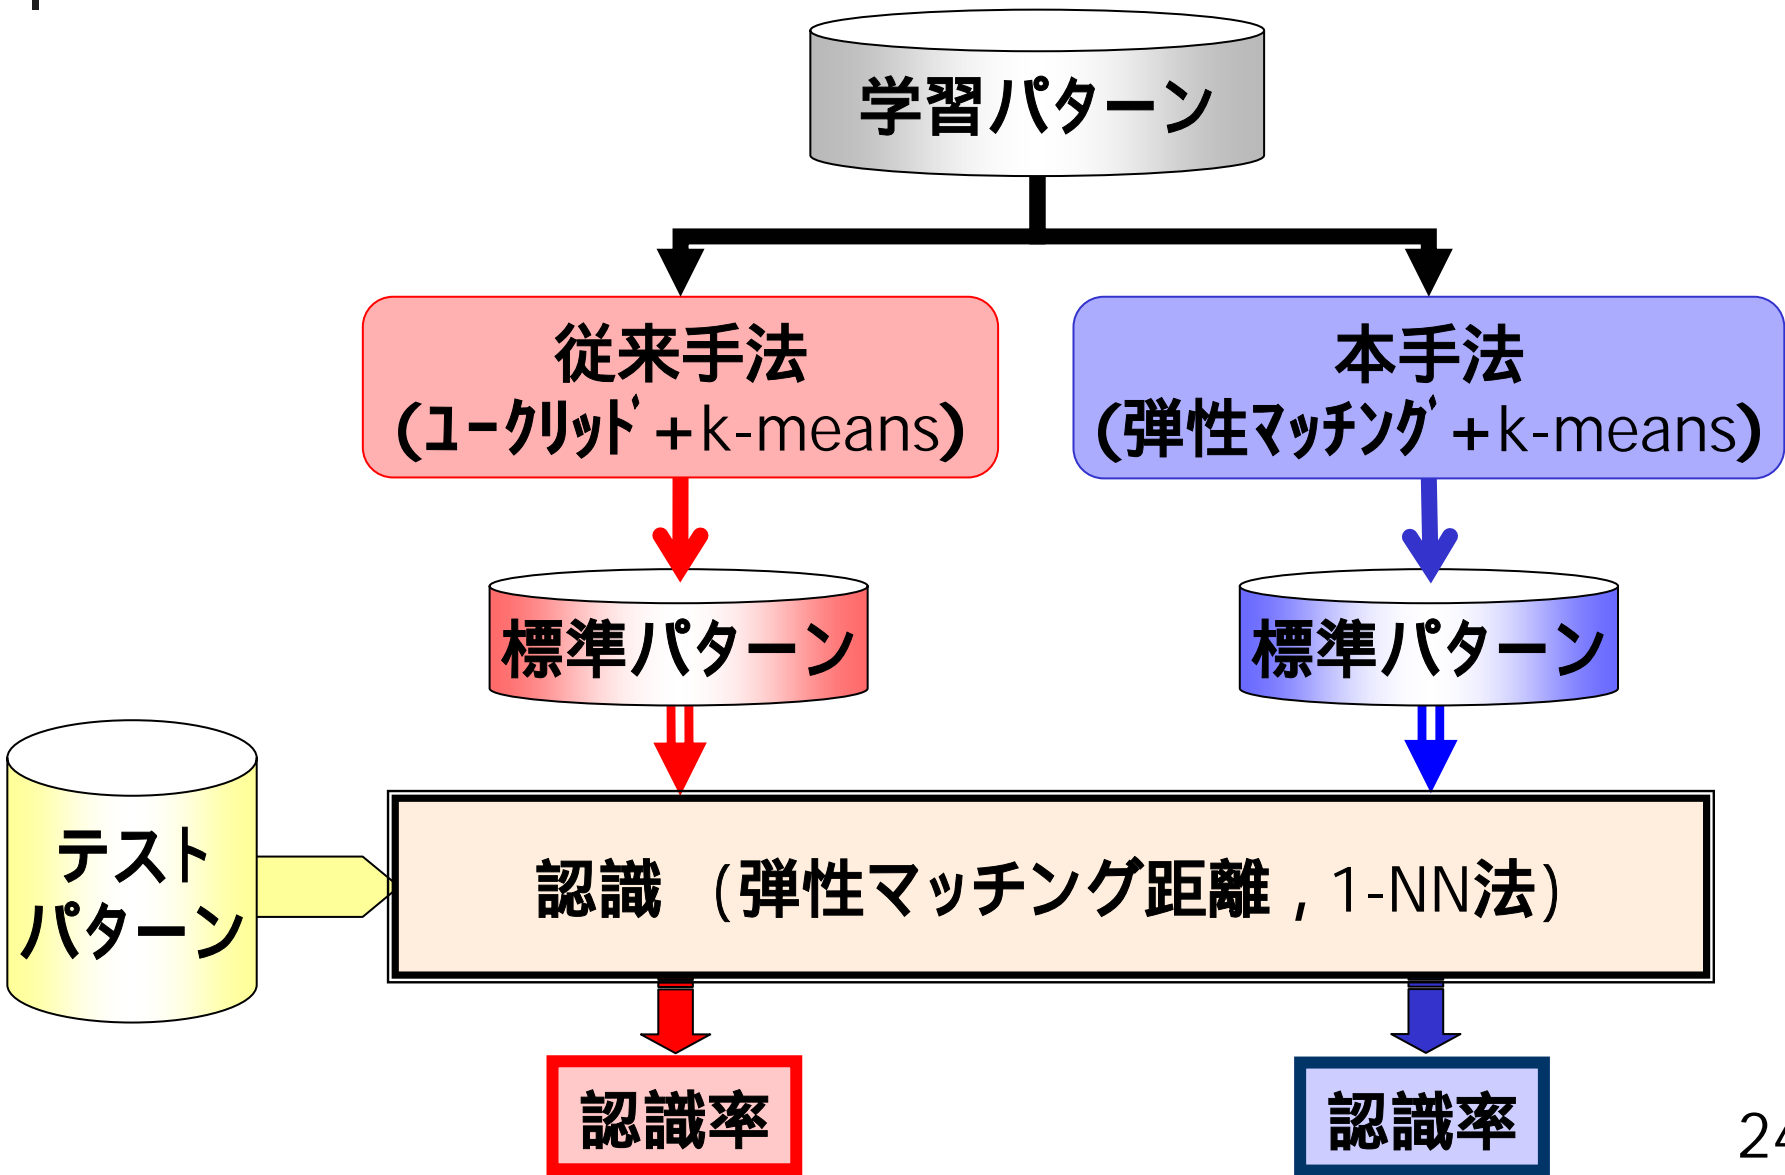 学習パターン
従来手法
(ﾕｰｸﾘｯﾄﾞ+k-means)
本手法
(弾性ﾏｯﾁﾝｸﾞ+k-means)
標準パターン
標準パターン
テスト
パターン
認識 (弾性マッチング距離 , 1-NN法)
認識率
認識率
24